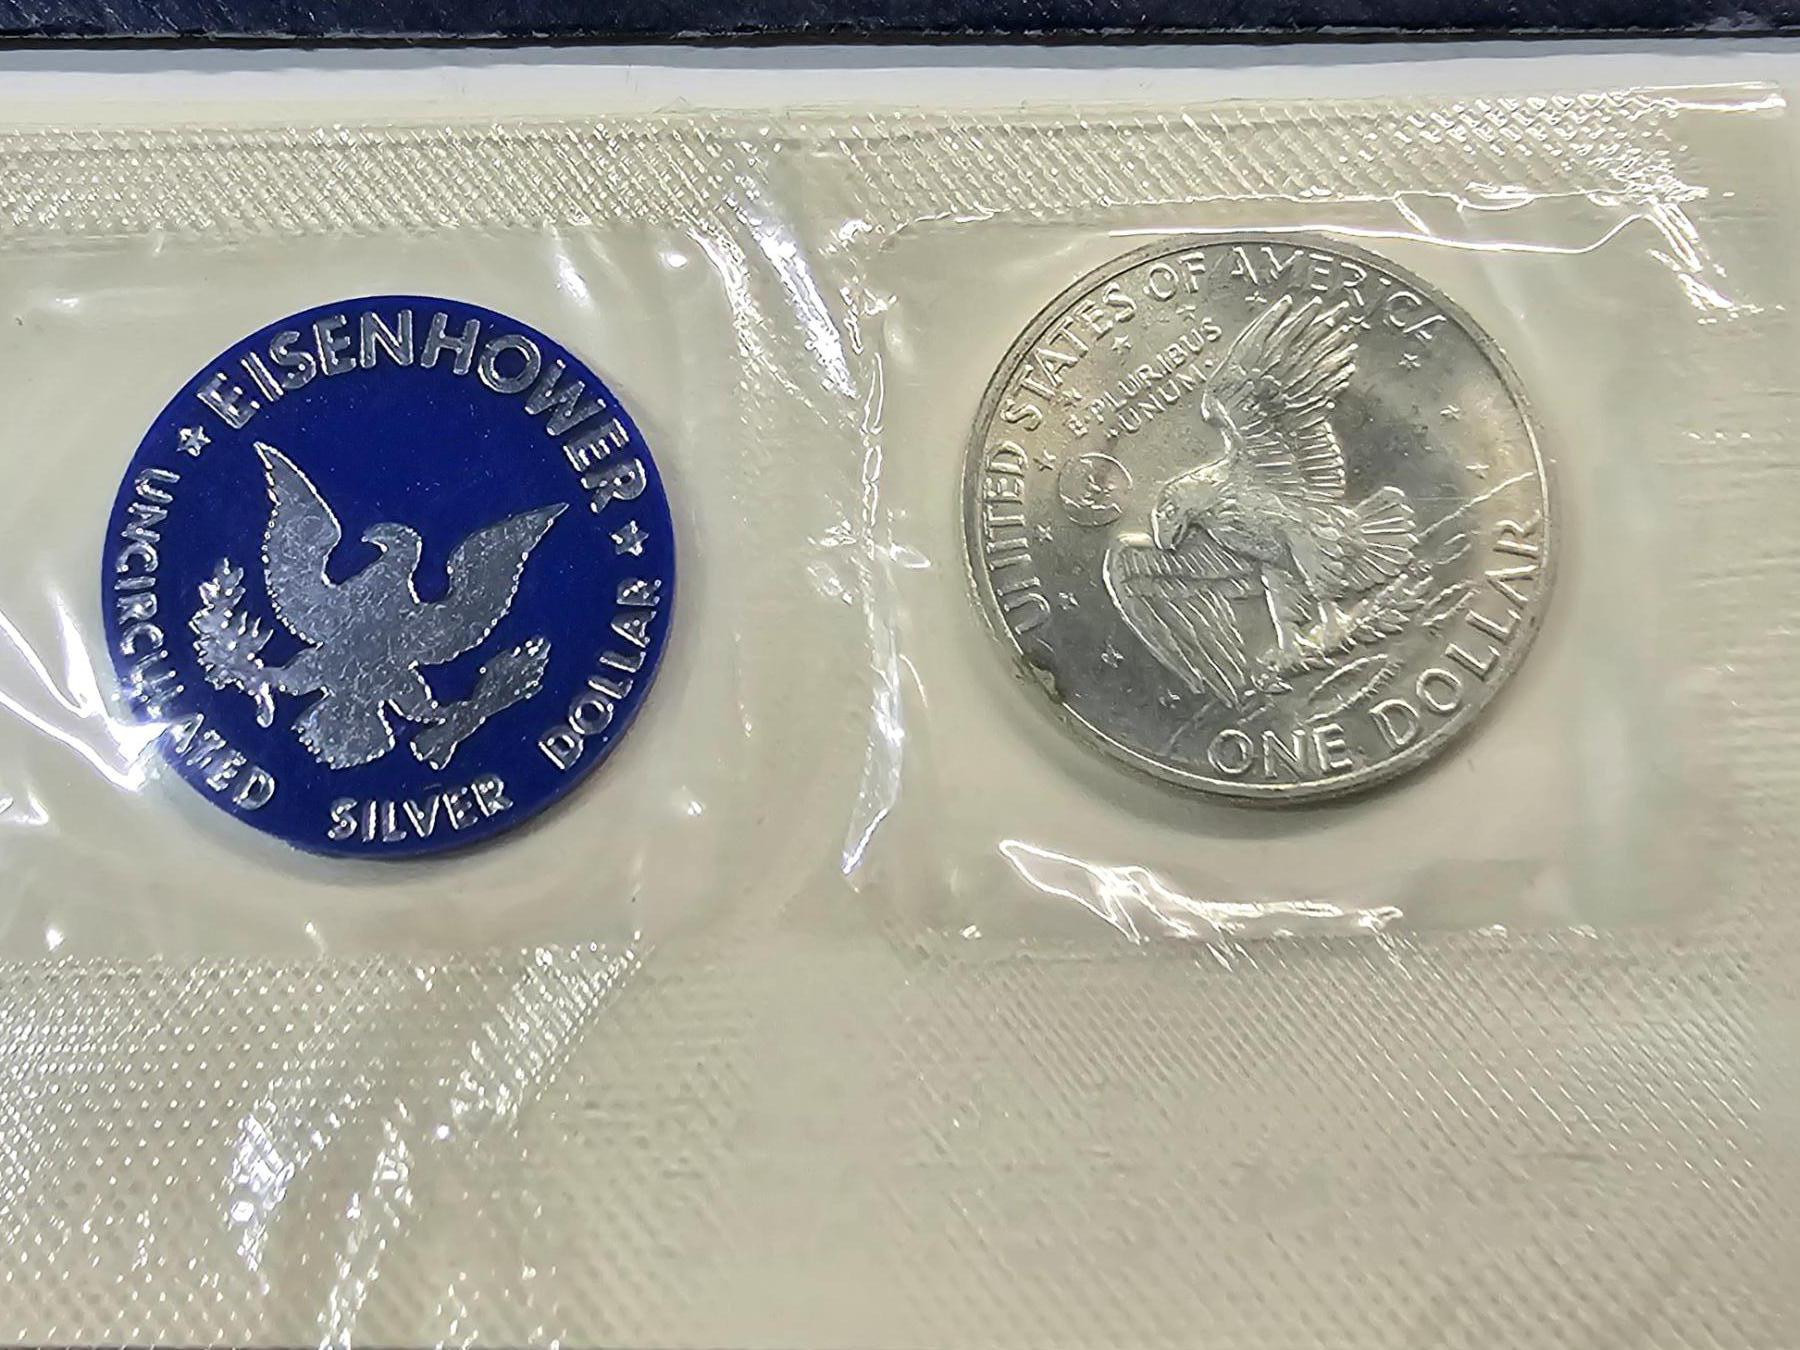 EISENHOWER
UNCIRCULATED SILVER DOLLAR
UNITED STATES OF AMERICA
E PLURIBUS
UNUM
ONE DOLLAR